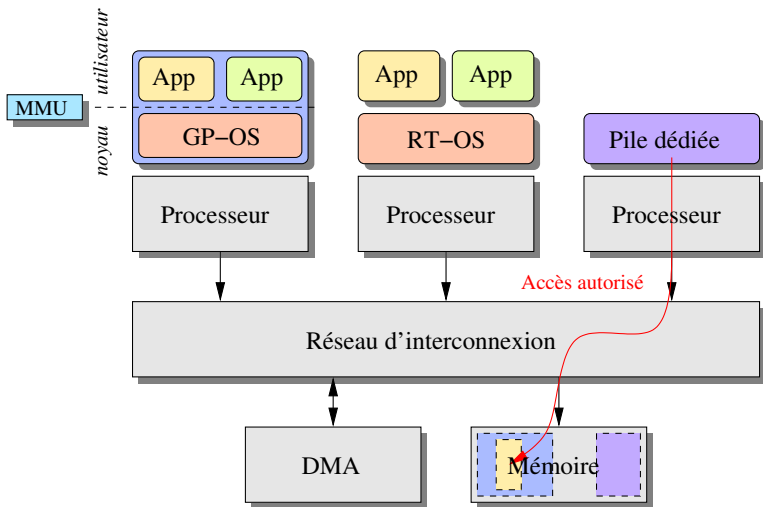 utilisateur
App
App
App
App
MMU
noyau
GP−OS
RT−OS
Pile dédiée
Processeur
Processeur
Processeur
Accès autorisé
Réseau d'interconnexion
DMA
Mémoire